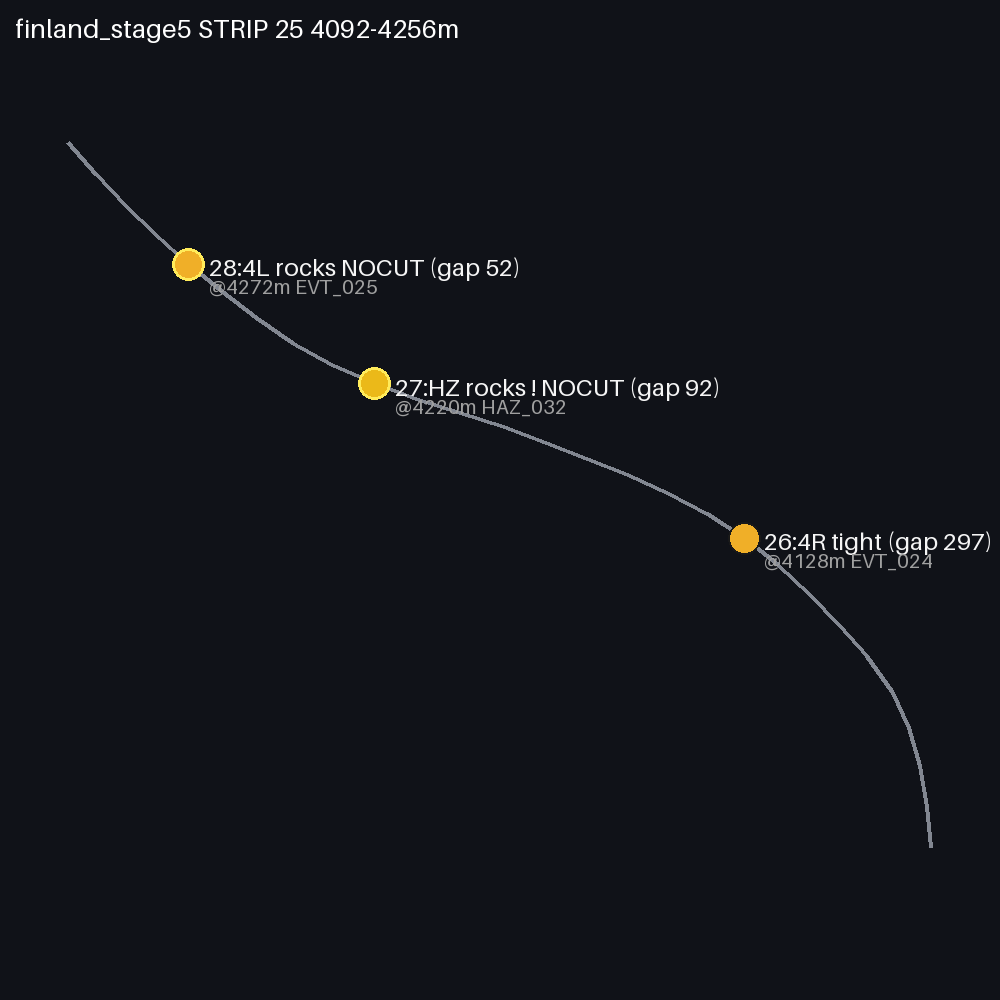 finland_stage5 STRIP 25 4092-4256m
28:4L rocks NOCUT (gap 52)
@4272m EVT_025
27:HZ rocks ! NOCUT (gap 92)
@4220m HAZ_032
26:4R tight (gap 297)
@4128m EVT_024